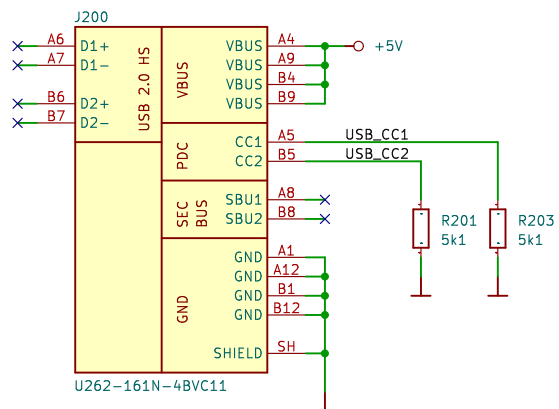 J200
A6 D1+ VBUS A4 +5V
A7 D1- VBUS A9
B6 D2+ VBUS B4
B7 D2- VBUS B9
USB 2.0 HS
VBUS
PDC
CC1 A5 USB_CC1
CC2 B5 USB_CC2
SEC
BUS
SBU1 A8
SBU2 B8
R201
5k1
R203
5k1
GND
GND A1
GND A12
GND B1
GND B12
SHIELD SH
U262-161N-4BVC11